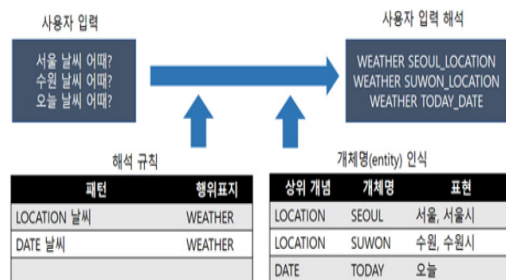 사용자 입력
사용자 입력 해석
서울 날씨 어때?
수원 날씨 어때?
오늘 날씨 어때?
WEATHER SEOUL_LOCATION
WEATHER SUWON_LOCATION
WEATHER TODAY_DATE
해석 규칙
패턴 행위표지
LOCATION 날씨 WEATHER
DATE 날씨 WEATHER
개체명(entity) 인식
상위 개념 개체명 표현
LOCATION SEOUL 서울, 서울시
LOCATION SUWON 수원, 수원시
DATE TODAY 오늘